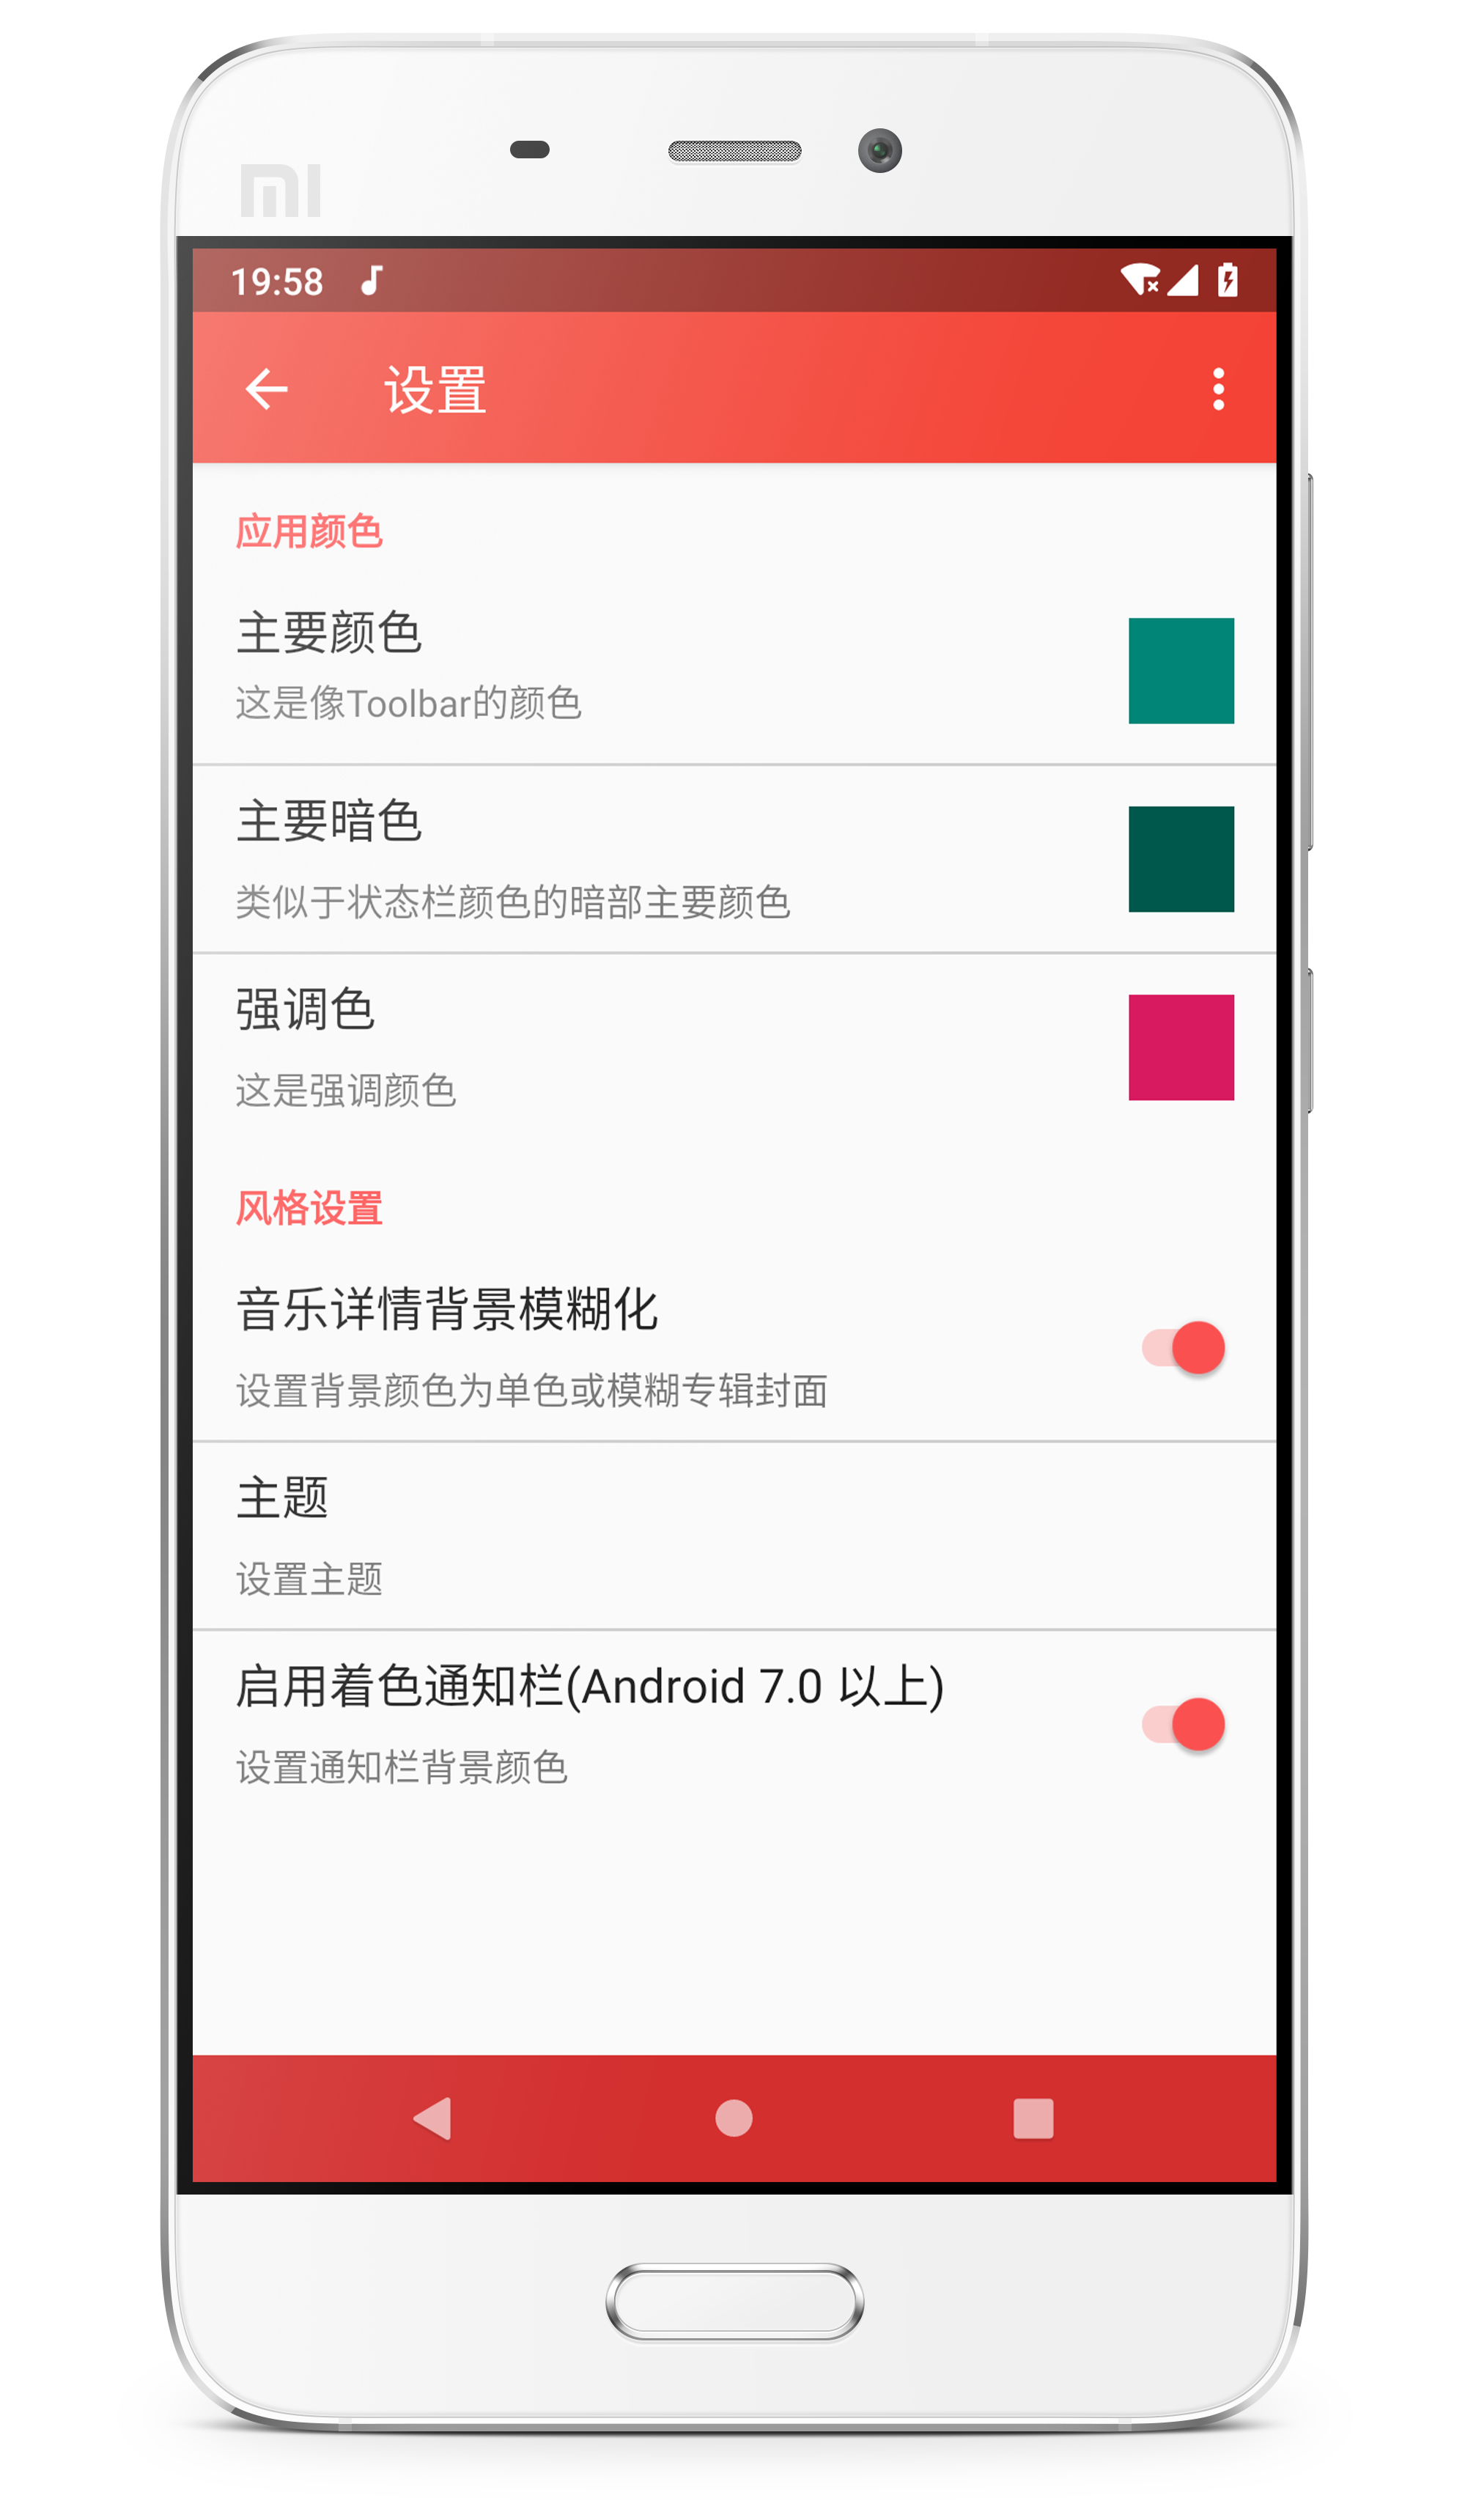 mi
19:58
设置
应用颜色
主要颜色
这是像Toolbar的颜色
主要暗色
类似于状态栏颜色的暗部主要颜色
强调色
这是强调颜色
风格设置
音乐详情背景模糊化
设置背景颜色为单色或模糊专辑封面
主题
设置主题
启用着色通知栏(Android 7.0 以上)
设置通知栏背景颜色